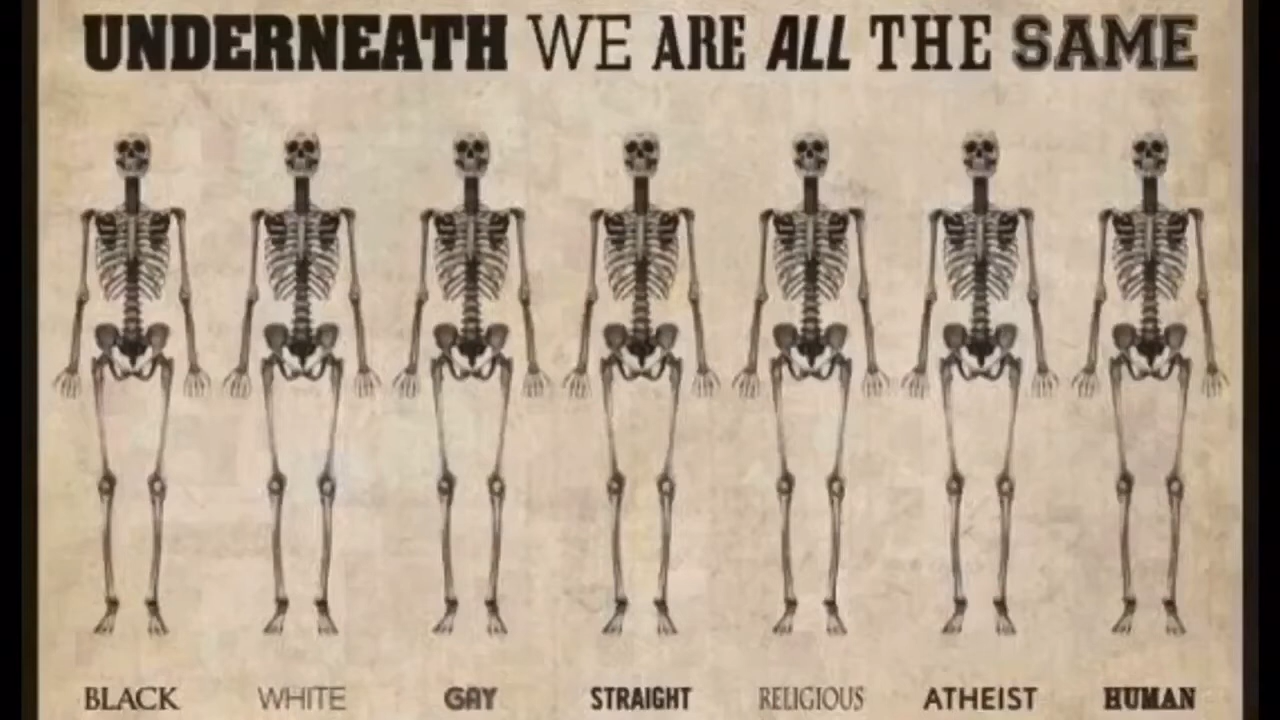 UNDERNEATH WE ARE ALL THE SAME
BLACK WHITE GAY STRAIGHT RELIGIOUS ATHEIST HUMAN